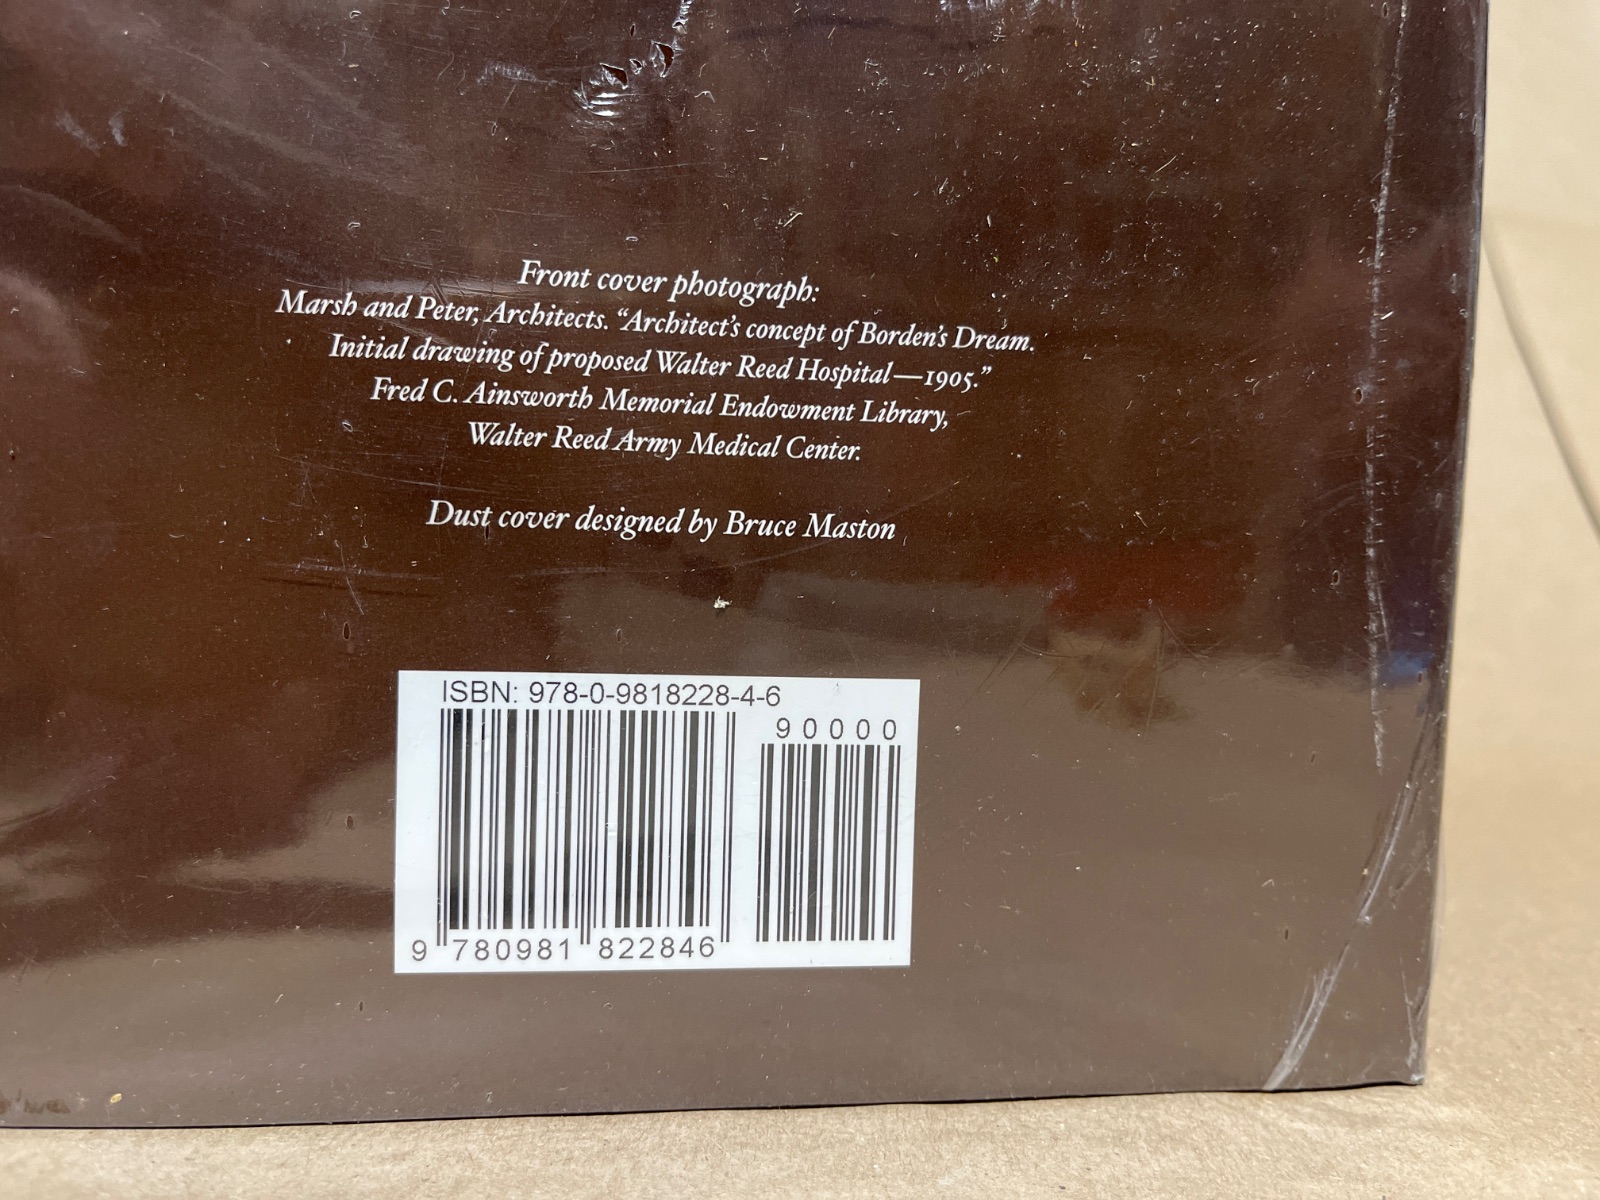 Front cover photograph:
Marsh and Peter, Architects. “Architect’s concept of Borden’s Dream.
Initial drawing of proposed Walter Reed Hospital—1905.”
Fred C. Ainsworth Memorial Endowment Library,
Walter Reed Army Medical Center.
Dust cover designed by Bruce Maston
ISBN: 978-0-9818228-4-6
90000
9 780981 822846